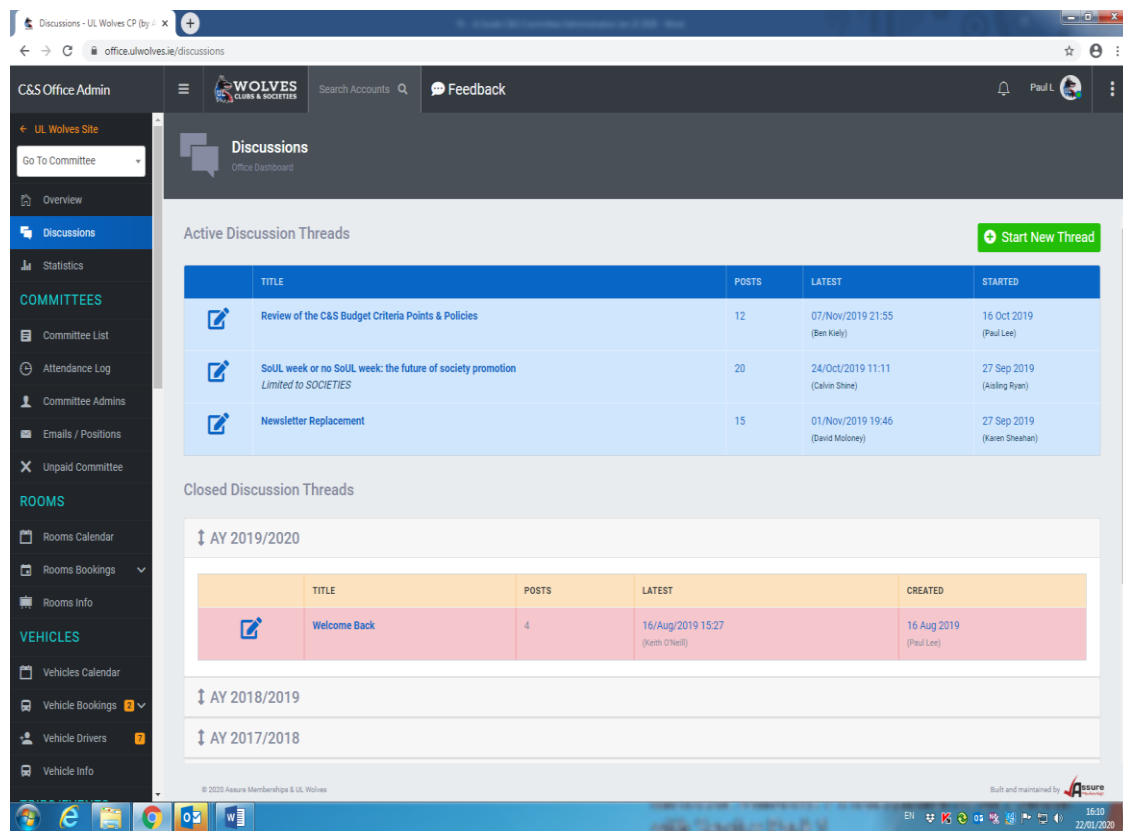 Discussions - UL Wolves CP (by A
office.ulwolves.ie/discussions
C&S Office Admin
WOLVES
CLUBS & SOCIETIES
Search Accounts
Feedback
Paul L
UL Wolves Site
Go To Committee
Overview
Discussions
Statistics
COMMITTEES
Committee List
Attendance Log
Committee Admins
Emails / Positions
Unpaid Committee
ROOMS
Rooms Calendar
Rooms Bookings
Rooms Info
VEHICLES
Vehicles Calendar
Vehicle Bookings 2
Vehicle Drivers 7
Vehicle Info
Discussions
Office Dashboard
Active Discussion Threads
Start New Thread
TITLE POSTS LATEST STARTED
Review of the C&S Budget Criteria Points & Policies 12 07/Nov/2019 21:55 16 Oct 2019
(Ben Kiely) (Paul Lee)
SoUL week or no SoUL week: the future of society promotion 20 24/Oct/2019 11:11 27 Sep 2019
Limited to SOCIETIES (Calvin Shine) (Aisling Ryan)
Newsletter Replacement 15 01/Nov/2019 19:46 27 Sep 2019
(David Moloney) (Karen Sheahan)
Closed Discussion Threads
AY 2019/2020
TITLE POSTS LATEST CREATED
Welcome Back 4 16/Aug/2019 15:27 16 Aug 2019
(Keith O'Neill) (Paul Lee)
AY 2018/2019
AY 2017/2018
© 2020 Assure Memberships & UL Wolves
Built and maintained by Assure
EN
16:10
22/01/2020